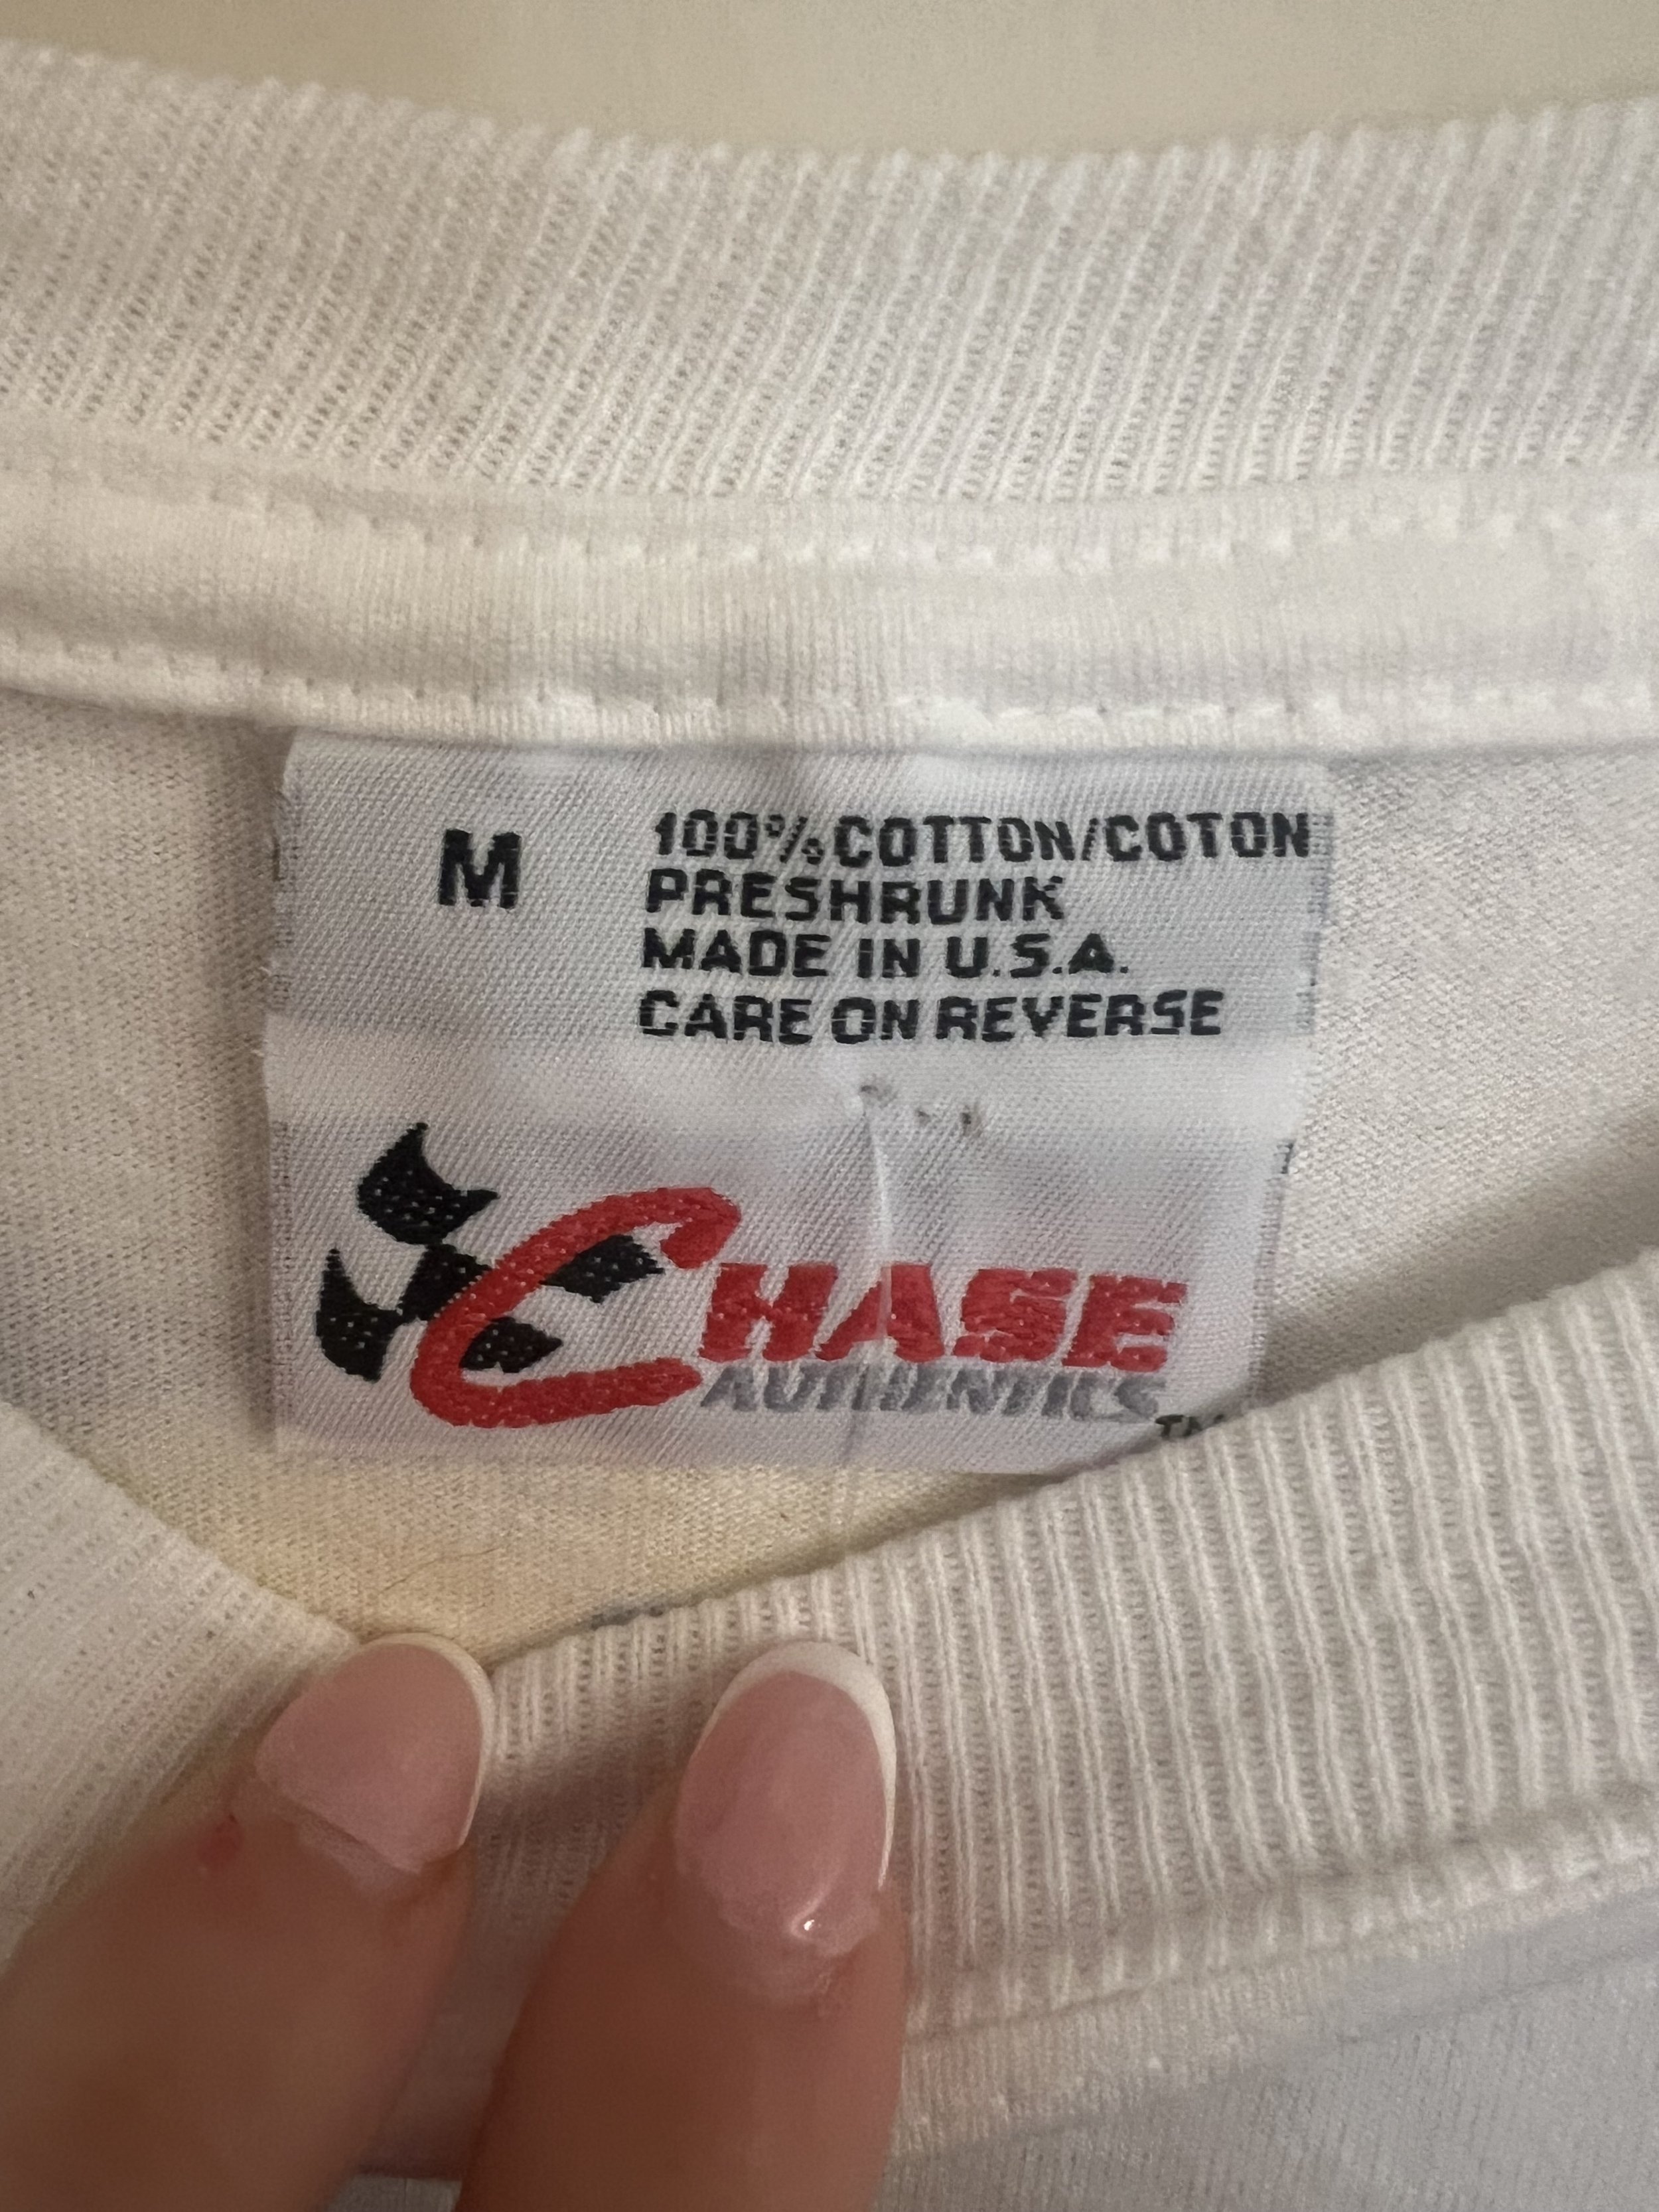 M
100% COTTON/COTON
PRESHRUNK
MADE IN U.S.A.
CARE ON REVERSE
CHASE
AUTHENTICS
TM